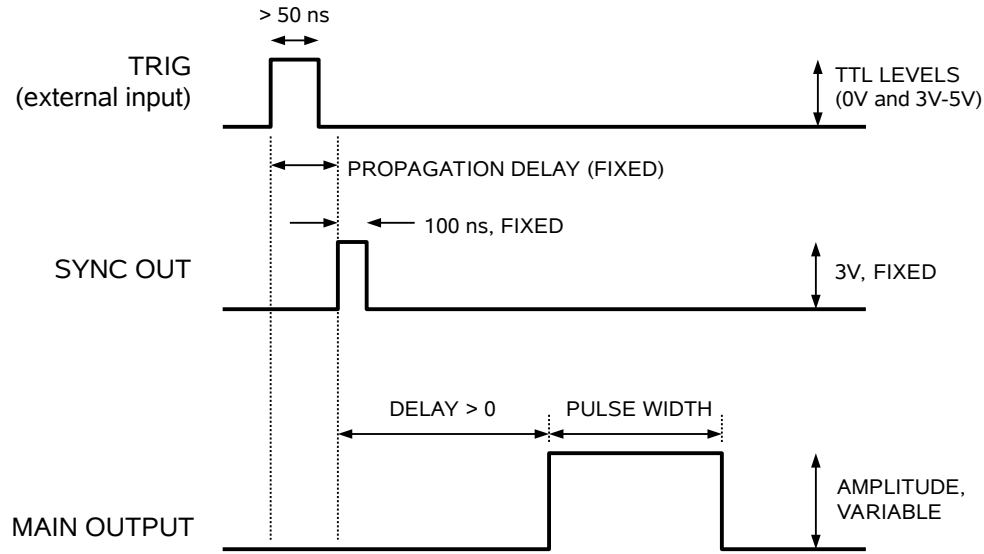 > 50 ns
TRIG
(external input)
TTL LEVELS
(0V and 3V-5V)
PROPAGATION DELAY (FIXED)
100 ns, FIXED
SYNC OUT
3V, FIXED
DELAY > 0
PULSE WIDTH
AMPLITUDE,
VARIABLE
MAIN OUTPUT